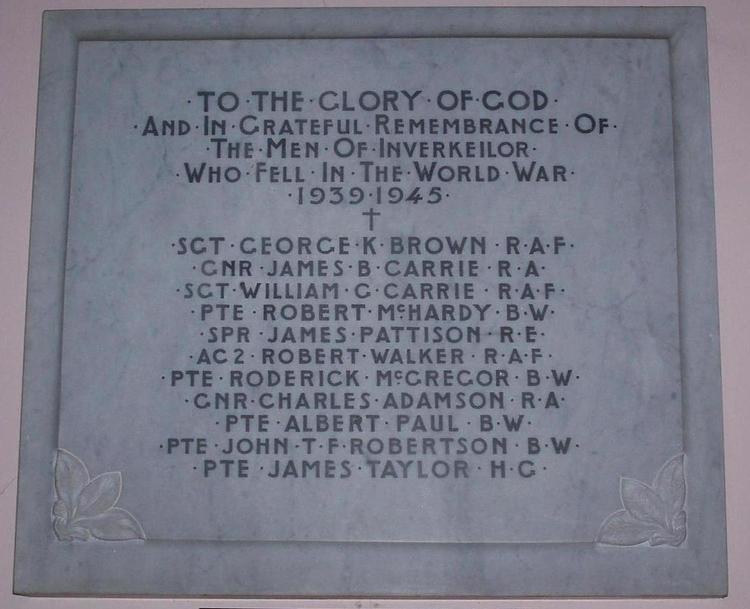 ·TO·THE·GLORY·OF·GOD·
·AND·IN·GRATEFUL·REMEMBRANCE·OF·
·THE·MEN·OF·INVERKEILOR·
·WHO·FELL·IN·THE·WORLD·WAR·
·1939·1945·
†
·SGT·GEORGE·K·BROWN·R·A·F·
·GNR·JAMES·B·CARRIE·R·A·
·SGT·WILLIAM·G·CARRIE·R·A·F·
·PTE·ROBERT·McHARDY·B·W·
·SPR·JAMES·PATTISON·R·E·
·AC2·ROBERT·WALKER·R·A·F·
·PTE·RODERICK·McGREGOR·B·W·
·GNR·CHARLES·ADAMSON·R·A·
·PTE·ALBERT·PAUL·B·W·
·PTE·JOHN·T·F·ROBERTSON·B·W·
·PTE·JAMES·TAYLOR·H·G·